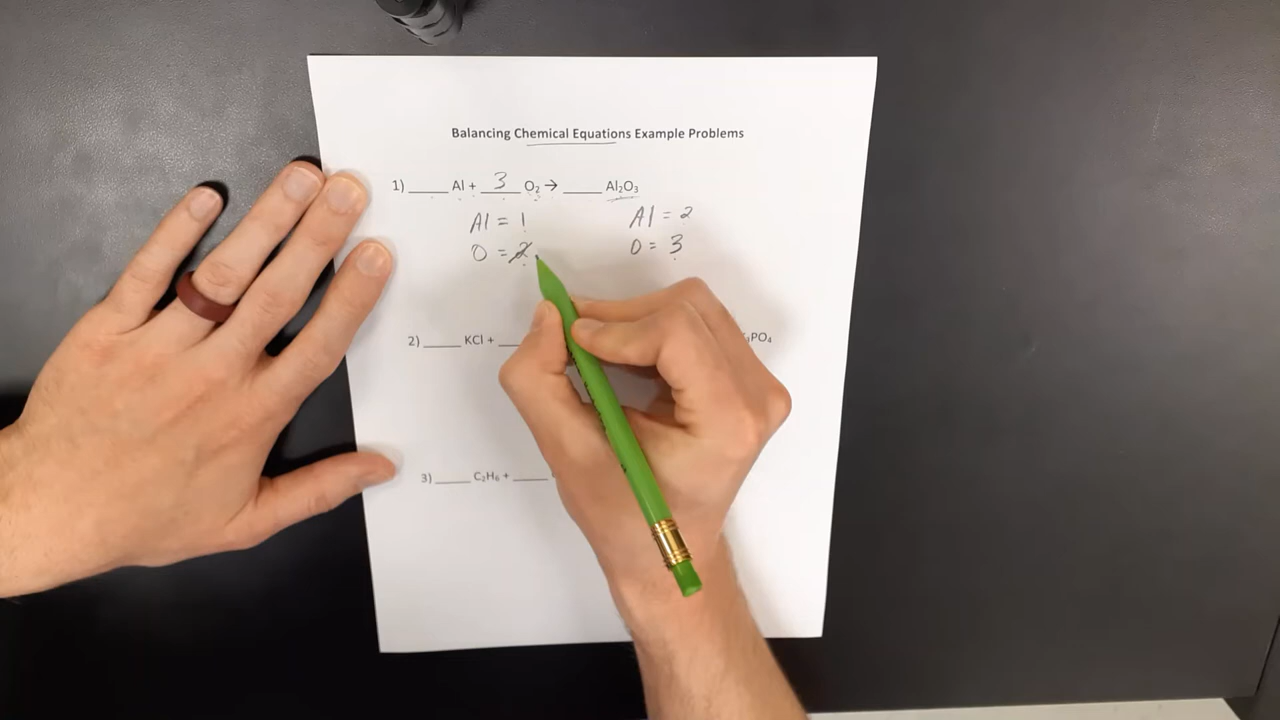 Balancing Chemical Equations Example Problems
1) _____ Al + 3 O₂ → _____ Al₂O₃
Al = 1 Al = 2
O = 2 O = 3
2) _____ KCl + ___ PO₄
3) _____ C₂H₆ + _____